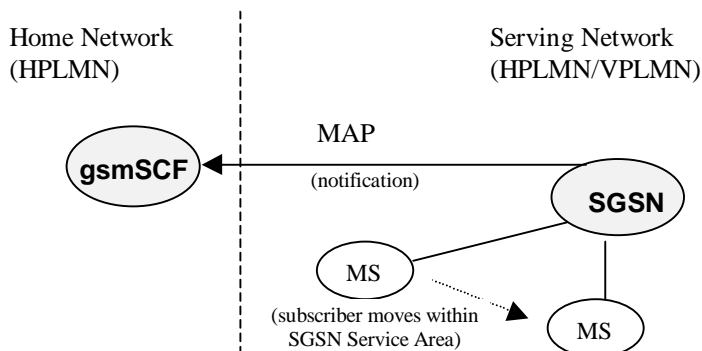 Home Network
(HPLMN)
Serving Network
(HPLMN/VPLMN)
MAP
gsmSCF
(notification)
SGSN
MS
(subscriber moves within
SGSN Service Area)
MS